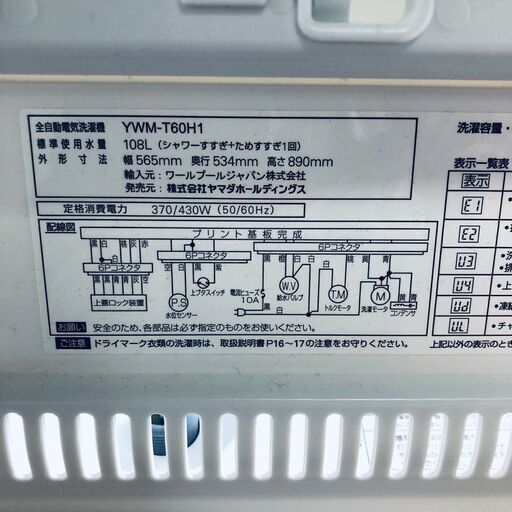 全自動電気洗濯機 YWM-T60H1
標準使用水量 108L（シャワーすすぎ+ためすすぎ1回）
外形寸法 幅565mm 奥行534mm 高さ890mm
輸入元：ワールプールジャパン株式会社
発売元：株式会社ヤマダホールディングス
定格消費電力 370/430W（50/60Hz）
配線図
プリント基板完成
6Pコネクタ
6Pコネクタ
6Pコネクタ
上蓋ロック装置
P.S
水位センサー
上ブタスイッチ
電流ヒューズ
10A
W.V
給水バルブ
T.M
トルクモータ
M
洗濯モータ
コンデンサ
お願い 安全のため、各部品は必ず指定のものをお使いください。
ご注意 ドライマーク衣類の洗濯時は、取扱説明書P16〜17の注意をお守りください。
洗濯容量・
表示一覧表
表示
E1
E2
U3
U4 ・上
Ud ・凍結
UL ・チャ
上記以外の表示のとき